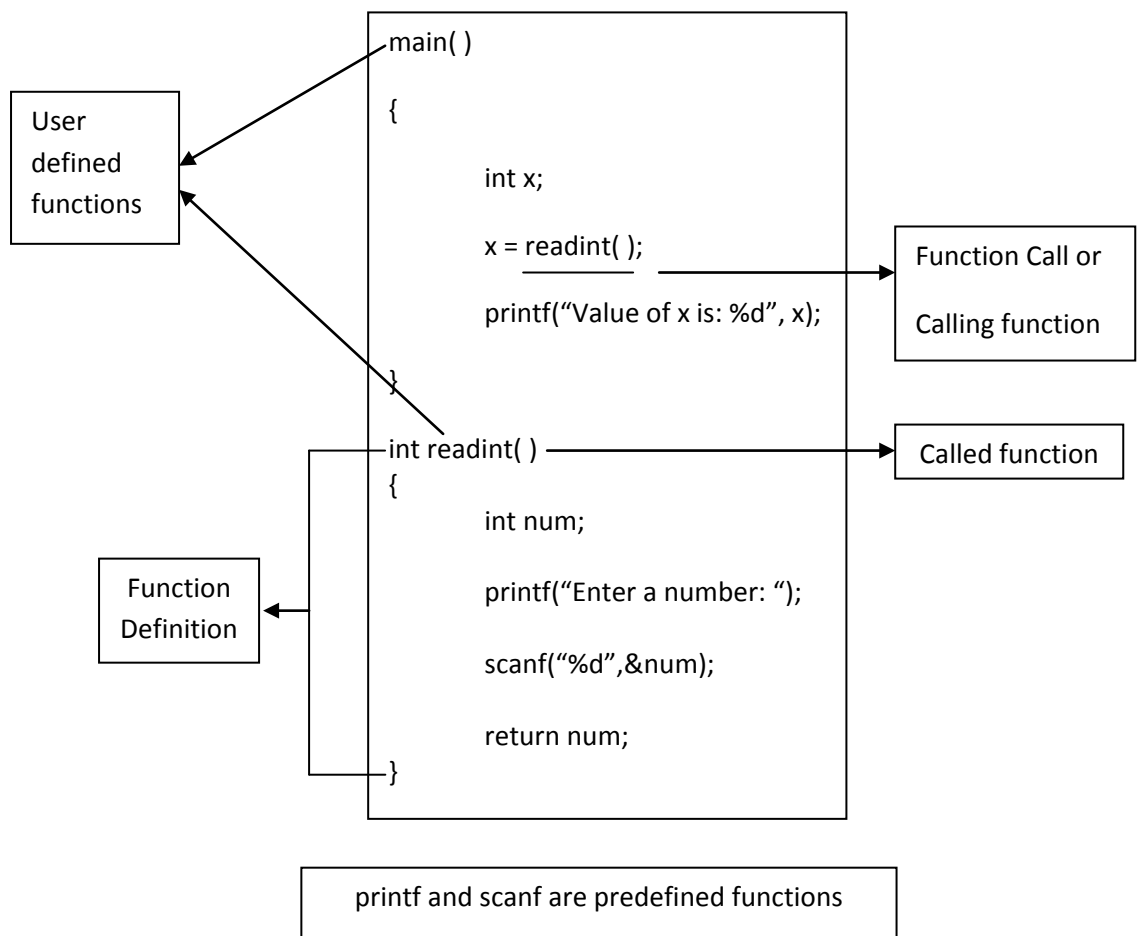 main( )
{
int x;
x = readint( );
printf(“Value of x is: %d”, x);
}
int readint( )
{
int num;
printf(“Enter a number: “);
scanf(“%d”,&num);
return num;
}
User
defined
functions
Function Call or
Calling function
Called function
Function
Definition
printf and scanf are predefined functions